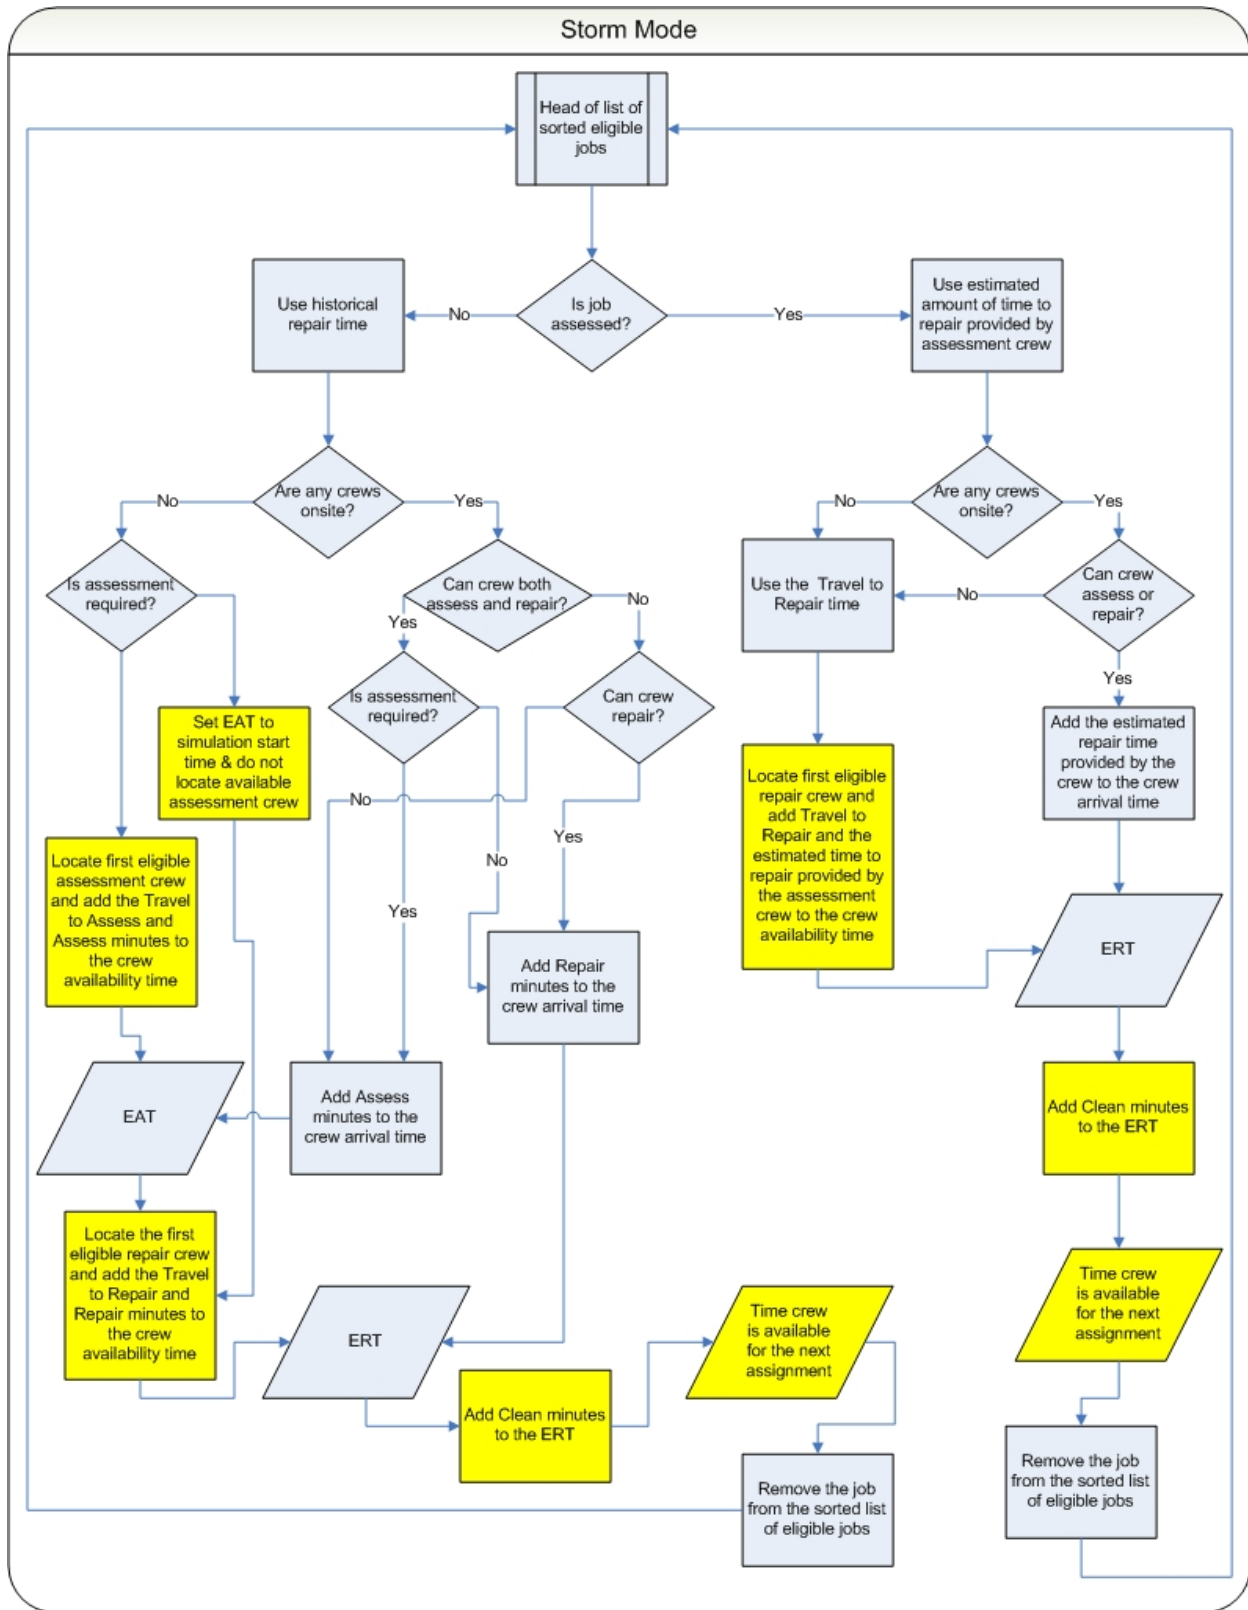 Storm Mode
Head of list of
sorted eligible
jobs
Use historical
repair time
No
Is job
assessed?
Yes
Use estimated
amount of time to
repair provided by
assessment crew
No
Are any crews
onsite?
Yes
No
Are any crews
onsite?
Yes
Is assessment
required?
Can crew both
assess and repair?
No
Yes
Use the Travel to
Repair time
No
Can crew
assess or
repair?
Yes
Is assessment
required?
Can crew
repair?
Set EAT to
simulation start
time & do not
locate available
assessment crew
Add the estimated
repair time
provided by the
crew to the crew
arrival time
Locate first eligible
repair crew and
add Travel to
Repair and the
estimated time to
repair provided by
the assessment
crew to the crew
availability time
No
Yes
No
Yes
Locate first eligible
assessment crew
and add the Travel
to Assess and
Assess minutes to
the crew
availability time
Add Repair
minutes to the
crew arrival time
ERT
EAT
Add Assess
minutes to the
crew arrival time
Add Clean minutes
to the ERT
Locate the first
eligible repair crew
and add the Travel
to Repair and
Repair minutes to
the crew
availability time
ERT
Time crew
is available
for the next
assignment
Time crew
is available
for the next
assignment
Add Clean minutes
to the ERT
Remove the job
from the sorted list
of eligible jobs
Remove the job
from the sorted list
of eligible jobs